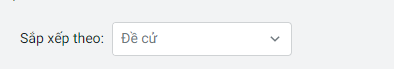 Sắp xếp theo: Đề cử